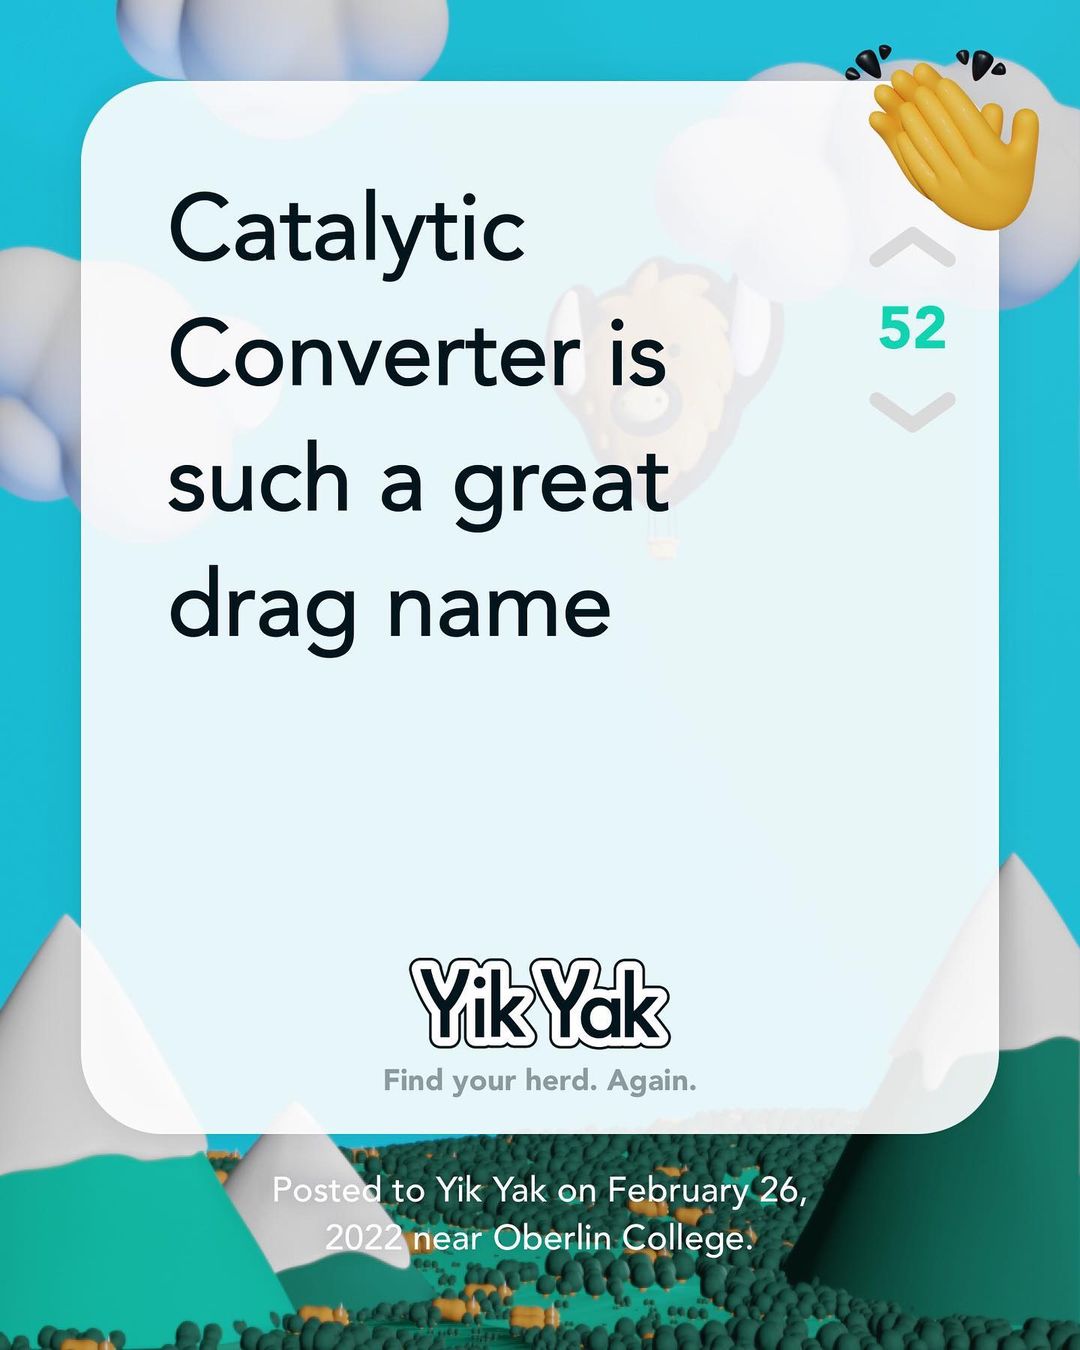 Catalytic
Converter is
such a great
drag name
52
Yik Yak
Find your herd. Again.
Posted to Yik Yak on February 26,
2022 near Oberlin College.